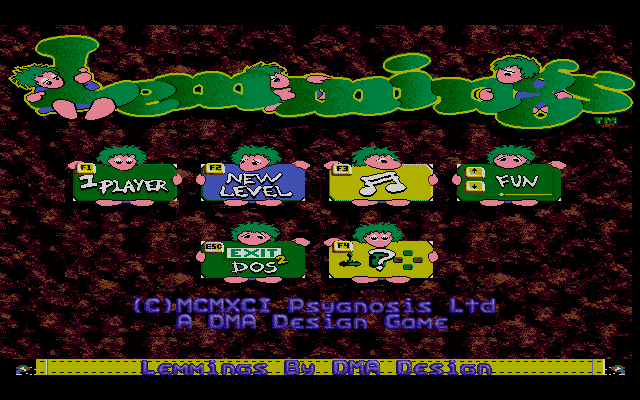 Lemmings
TM
F1
1 PLAYER
F2
NEW
LEVEL
F3
FUN
ESC
EXIT
2
DOS
F4
?
(C)MCMXCI Psygnosis Ltd
A DMA Design Game
Lemmings By DMA Design